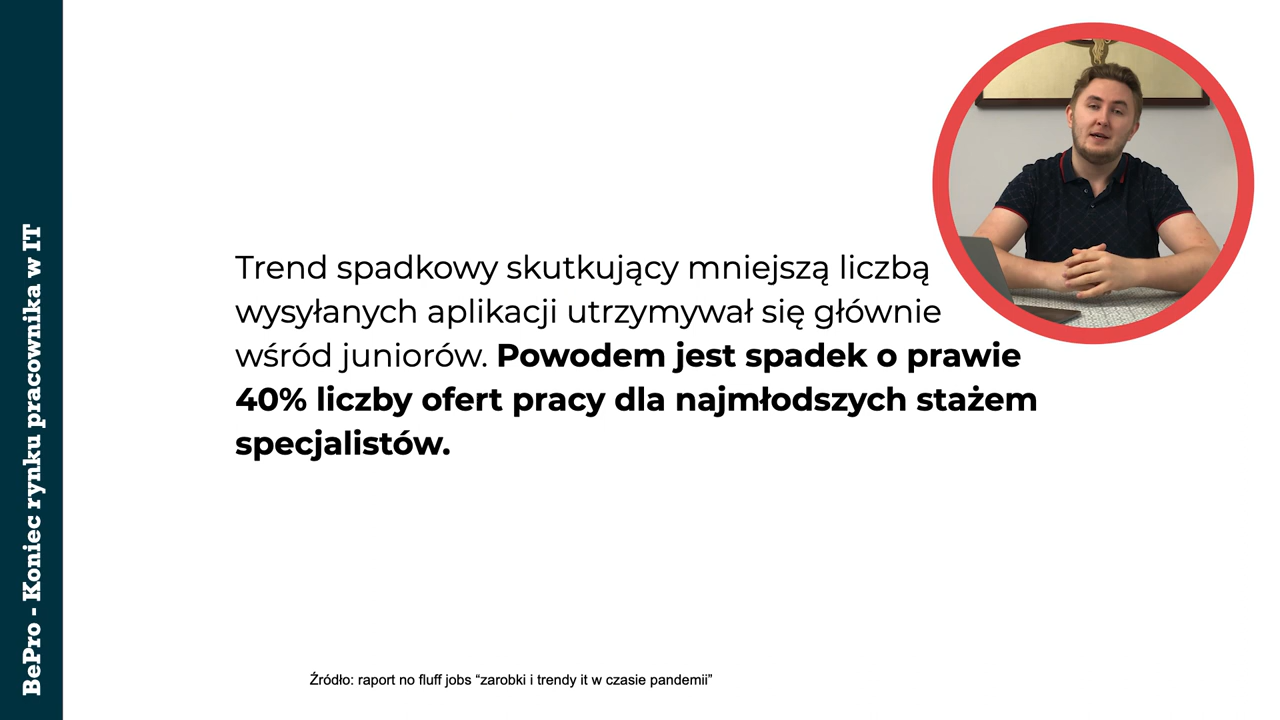 BePro - Koniec rynku pracownika w IT
Trend spadkowy skutkujący mniejszą liczbą
wysyłanych aplikacji utrzymywał się głównie
wśród juniorów. Powodem jest spadek o prawie
40% liczby ofert pracy dla najmłodszych stażem
specjalistów.
Źródło: raport no fluff jobs “zarobki i trendy it w czasie pandemii”